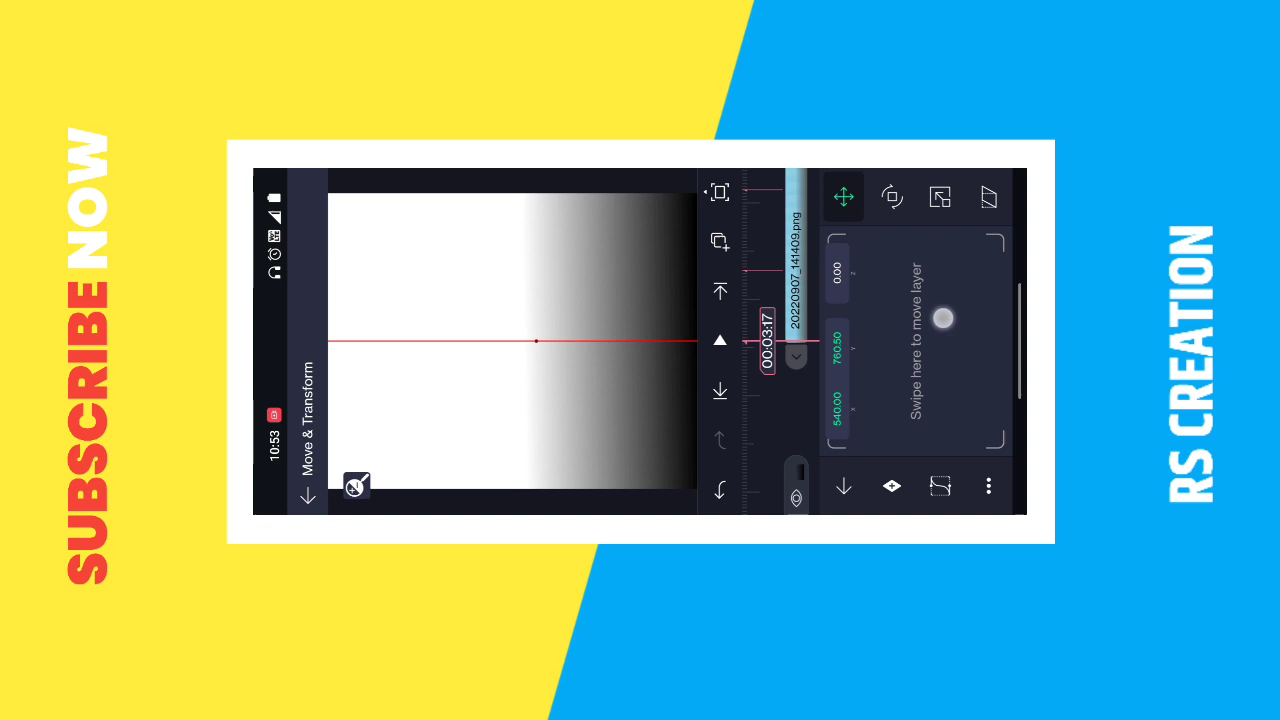 SUBSCRIBE NOW
10:53
Move & Transform
00:03:17
20220907_141409.png
540.00 760.50 0.00
X Y Z
Swipe here to move layer
RS CREATION